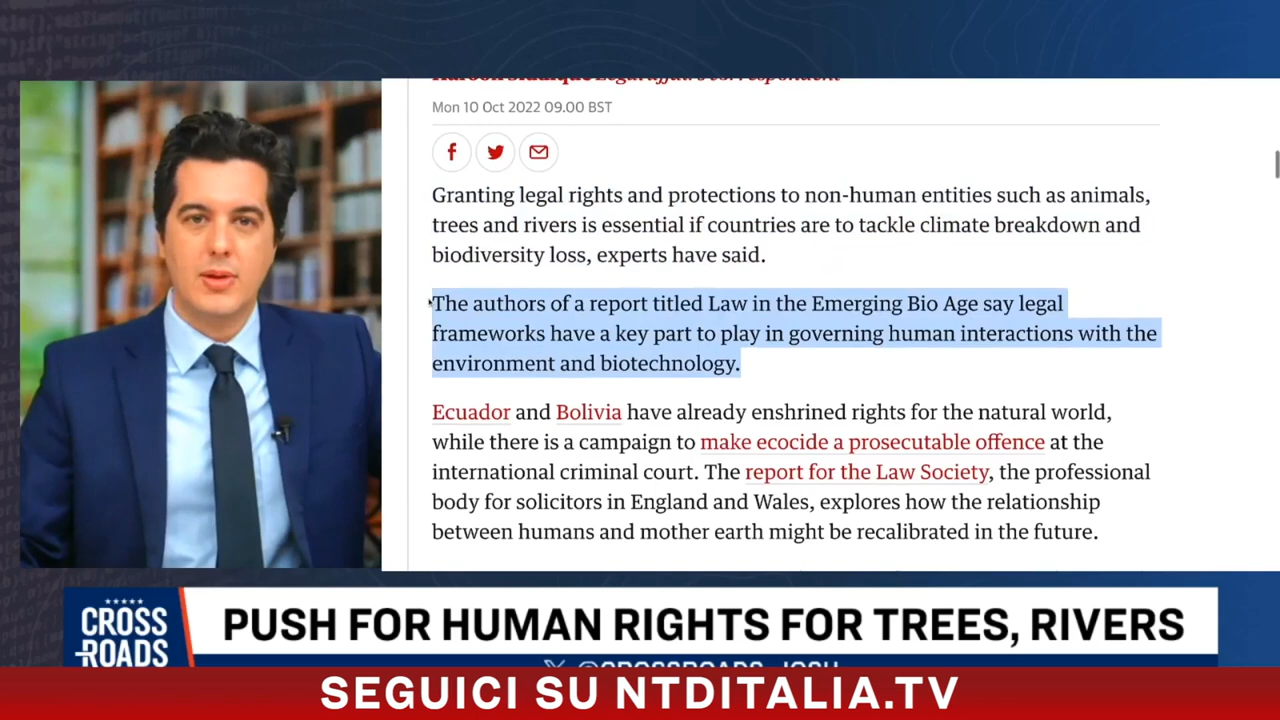 Mon 10 Oct 2022 09.00 BST
Granting legal rights and protections to non-human entities such as animals,
trees and rivers is essential if countries are to tackle climate breakdown and
biodiversity loss, experts have said.
The authors of a report titled Law in the Emerging Bio Age say legal
frameworks have a key part to play in governing human interactions with the
environment and biotechnology.
Ecuador and Bolivia have already enshrined rights for the natural world,
while there is a campaign to make ecocide a prosecutable offence at the
international criminal court. The report for the Law Society, the professional
body for solicitors in England and Wales, explores how the relationship
between humans and mother earth might be recalibrated in the future.
CROSS
ROADS
PUSH FOR HUMAN RIGHTS FOR TREES, RIVERS
SEGUICI SU NTDITALIA.TV